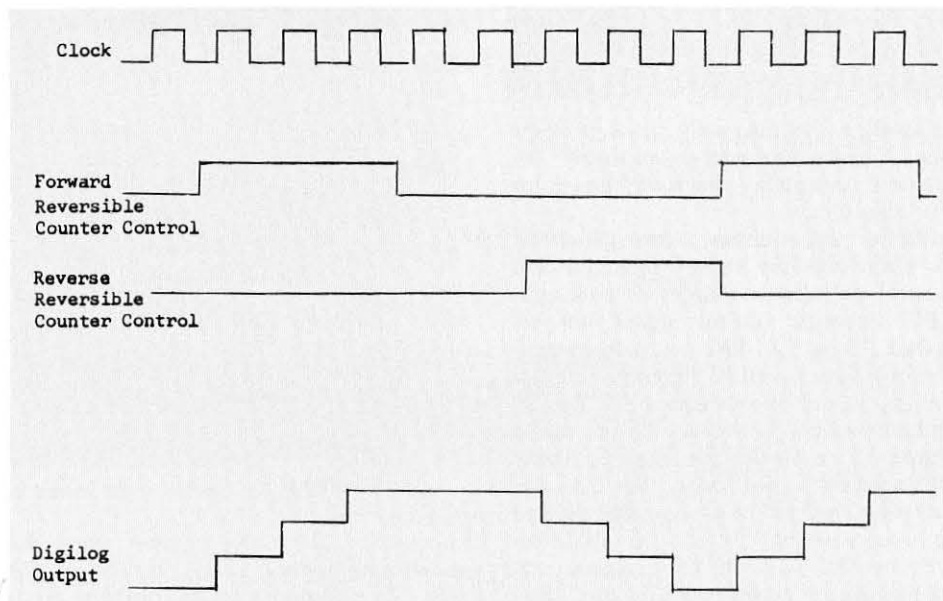 Clock
Forward
Reversible
Counter Control
Reverse
Reversible
Counter Control
Digilog
Output